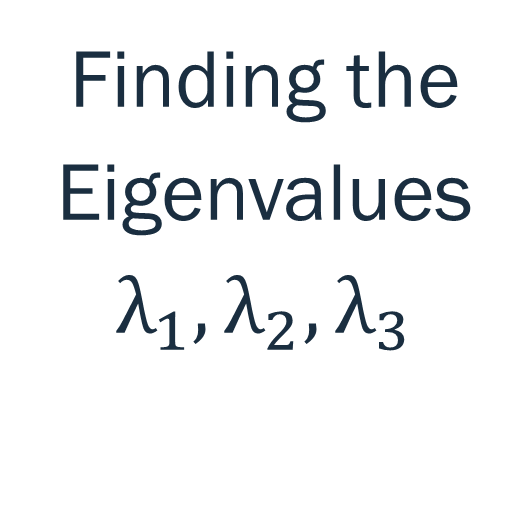 Finding the
Eigenvalues
λ₁, λ₂, λ₃